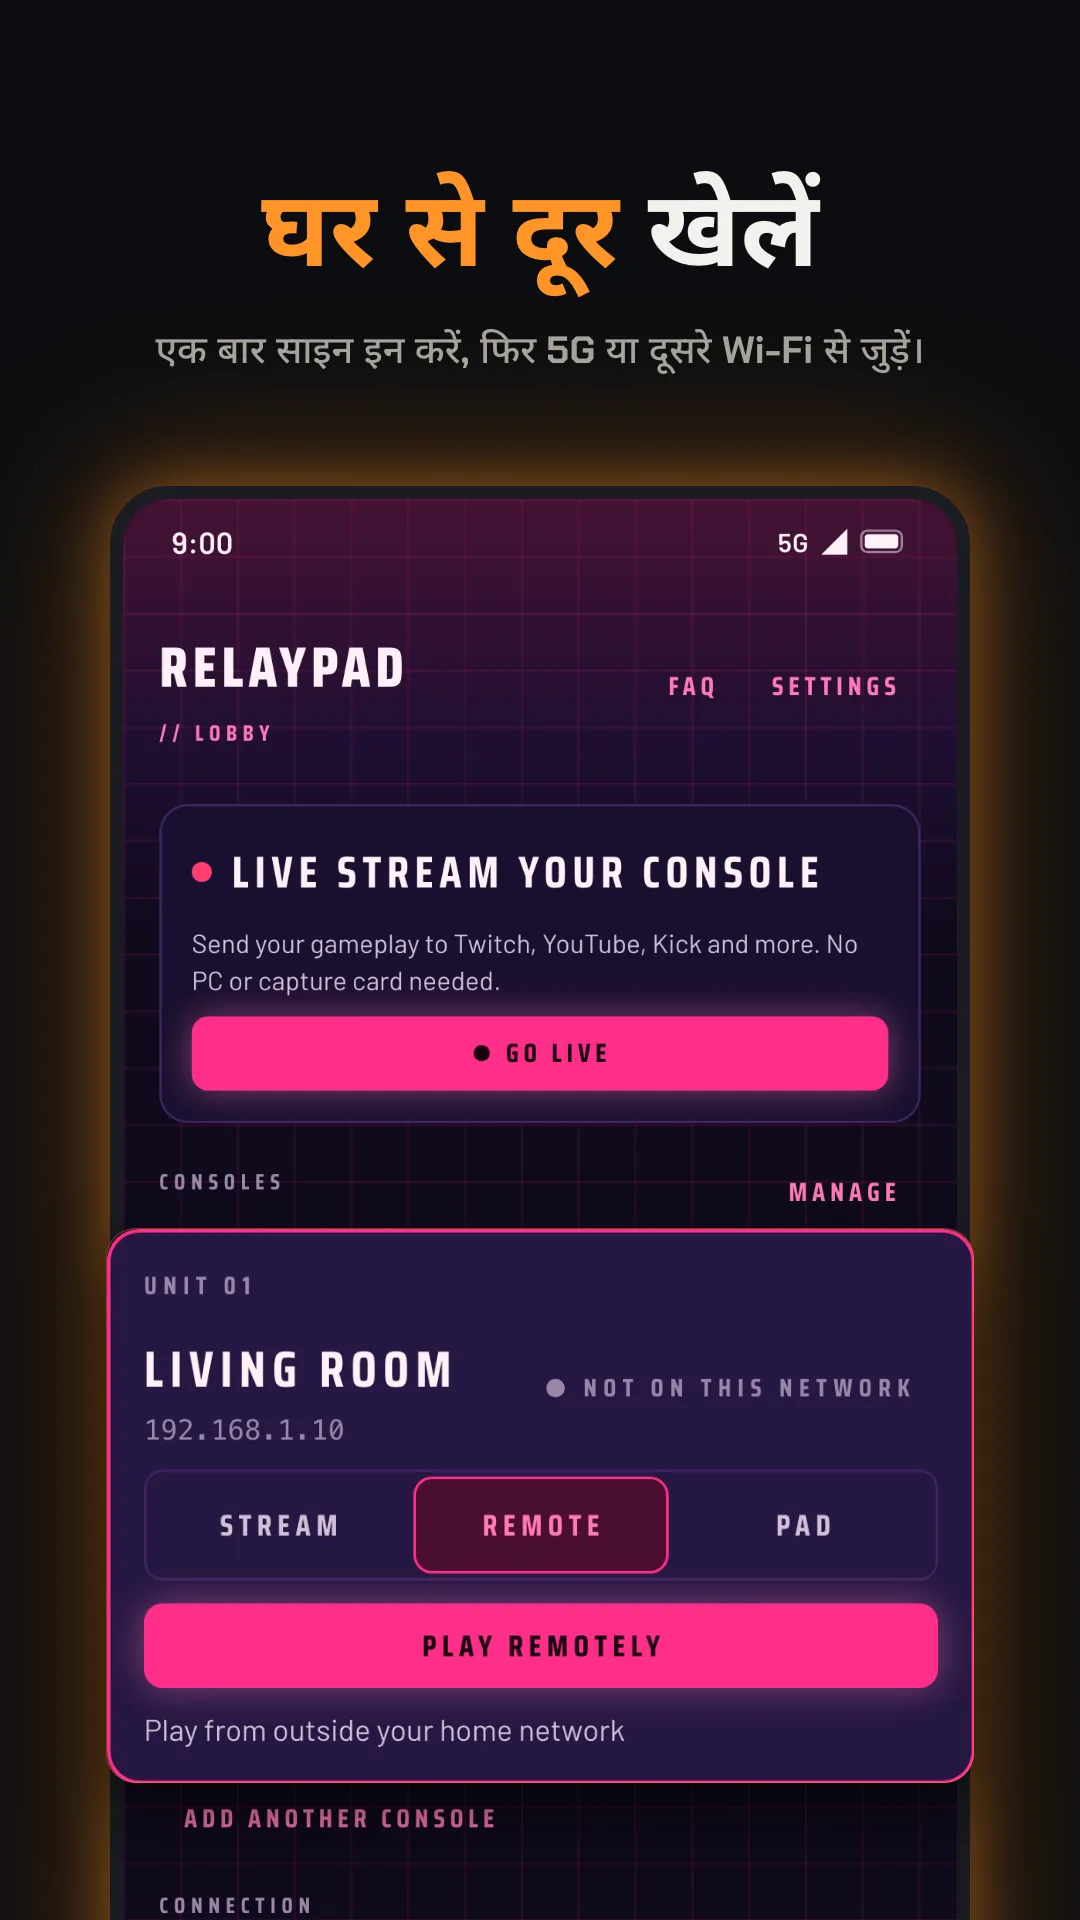 घर से दूर खेलें
एक बार साइन इन करें, फिर 5G या दूसरे Wi-Fi से जुड़ें।
9:00
5G
RELAYPAD
FAQ
SETTINGS
// LOBBY
LIVE STREAM YOUR CONSOLE
Send your gameplay to Twitch, YouTube, Kick and more. No
PC or capture card needed.
GO LIVE
CONSOLES
MANAGE
UNIT 01
LIVING ROOM
NOT ON THIS NETWORK
192.168.1.10
STREAM
REMOTE
PAD
PLAY REMOTELY
Play from outside your home network
ADD ANOTHER CONSOLE
CONNECTION